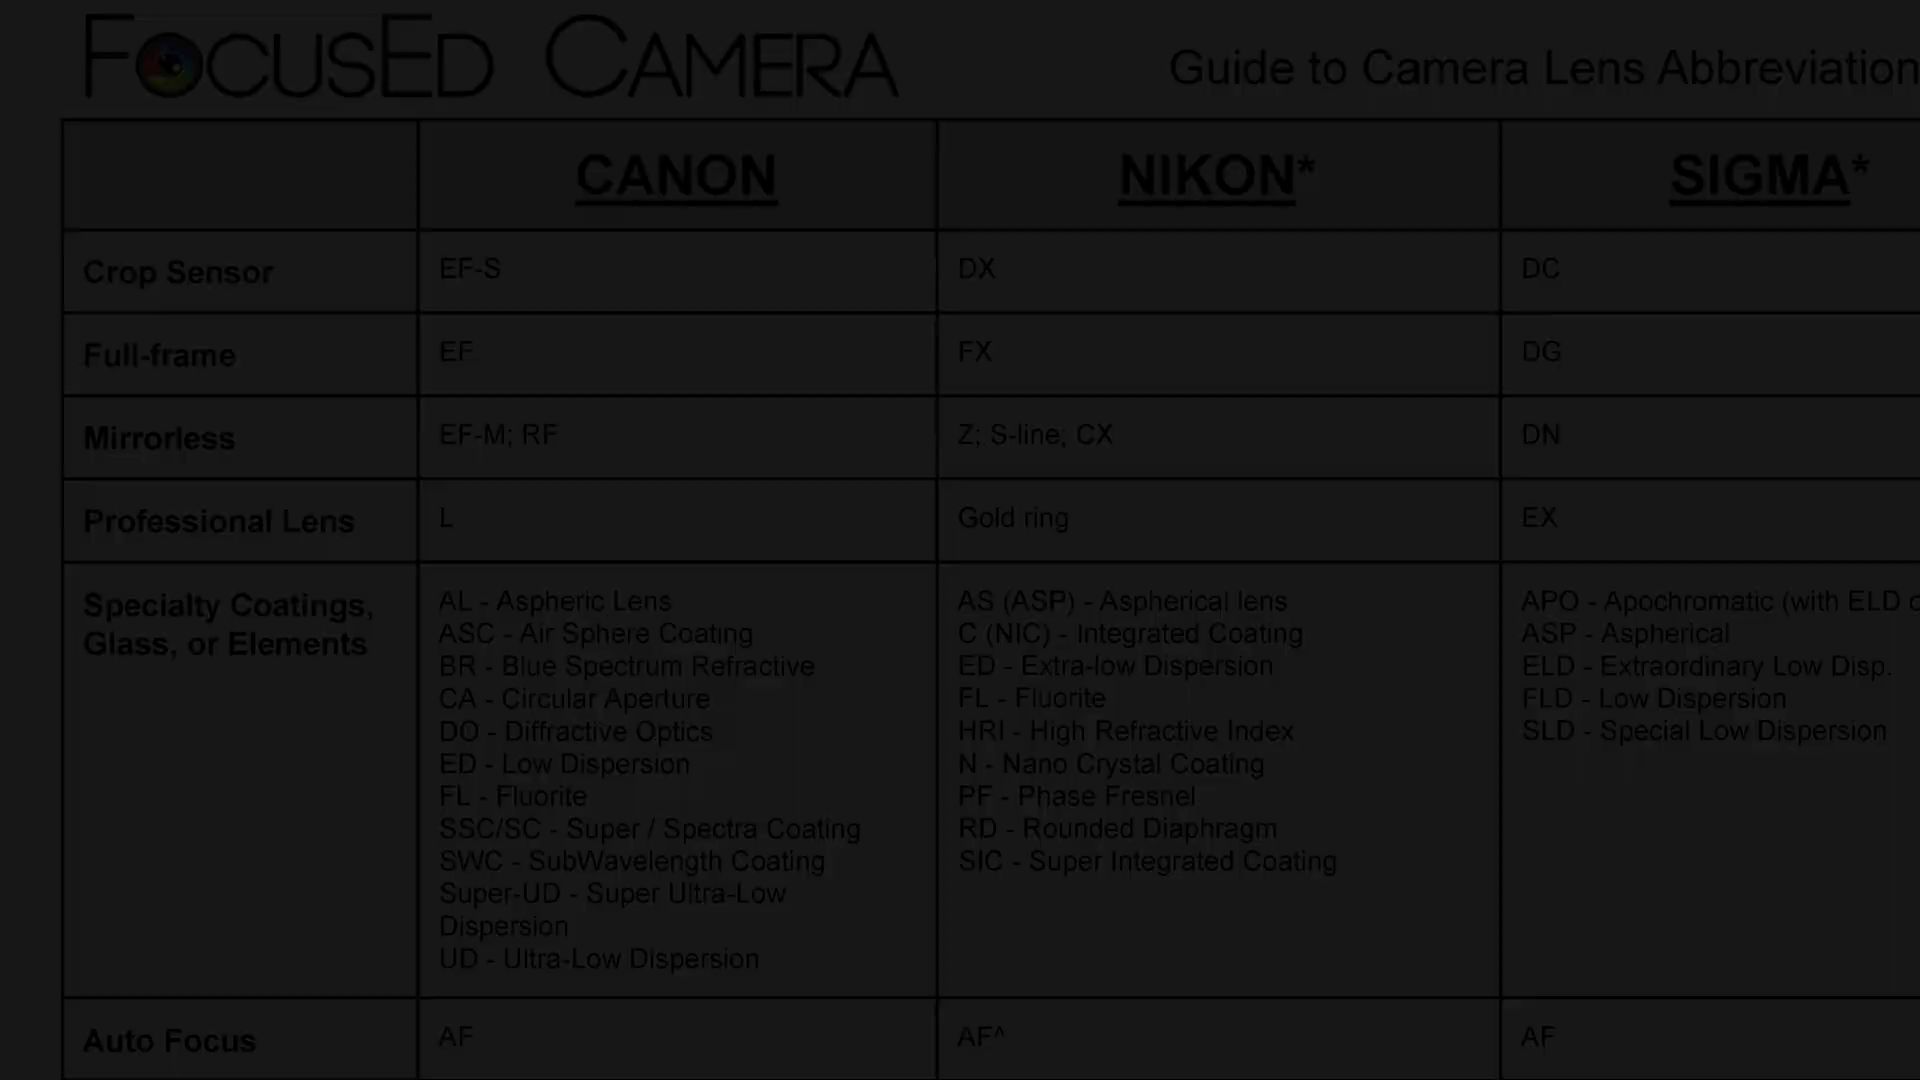 FOCUSED CAMERA
Guide to Camera Lens Abbreviation
CANON NIKON* SIGMA*
Crop Sensor EF-S DX DC
Full-frame EF FX DG
Mirrorless EF-M; RF Z; S-line; CX DN
Professional Lens L Gold ring EX
Specialty Coatings,
Glass, or Elements
AL - Aspheric Lens
ASC - Air Sphere Coating
BR - Blue Spectrum Refractive
CA - Circular Aperture
DO - Diffractive Optics
ED - Low Dispersion
FL - Fluorite
SSC/SC - Super / Spectra Coating
SWC - SubWavelength Coating
Super-UD - Super Ultra-Low
Dispersion
UD - Ultra-Low Dispersion
AS (ASP) - Aspherical lens
C (NIC) - Integrated Coating
ED - Extra-low Dispersion
FL - Fluorite
HRI - High Refractive Index
N - Nano Crystal Coating
PF - Phase Fresnel
RD - Rounded Diaphragm
SIC - Super Integrated Coating
APO - Apochromatic (with ELD
ASP - Aspherical
ELD - Extraordinary Low Disp.
FLD - Low Dispersion
SLD - Special Low Dispersion
Auto Focus AF AF^ AF